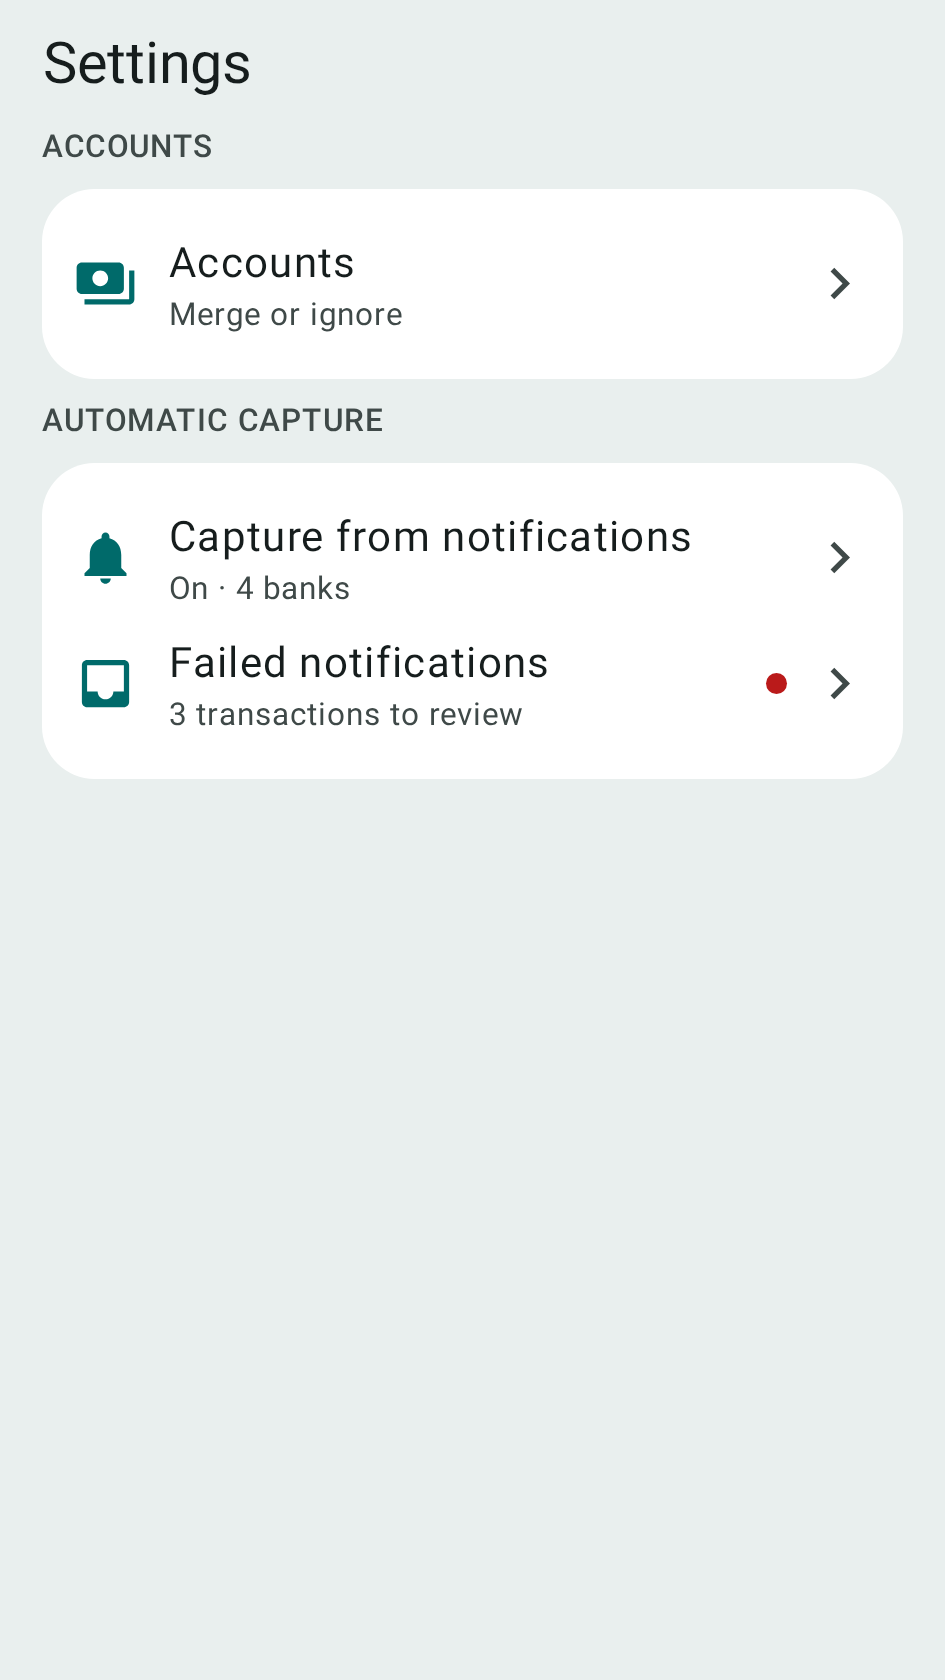 Settings
ACCOUNTS
Accounts
Merge or ignore
AUTOMATIC CAPTURE
Capture from notifications
On · 4 banks
Failed notifications
3 transactions to review